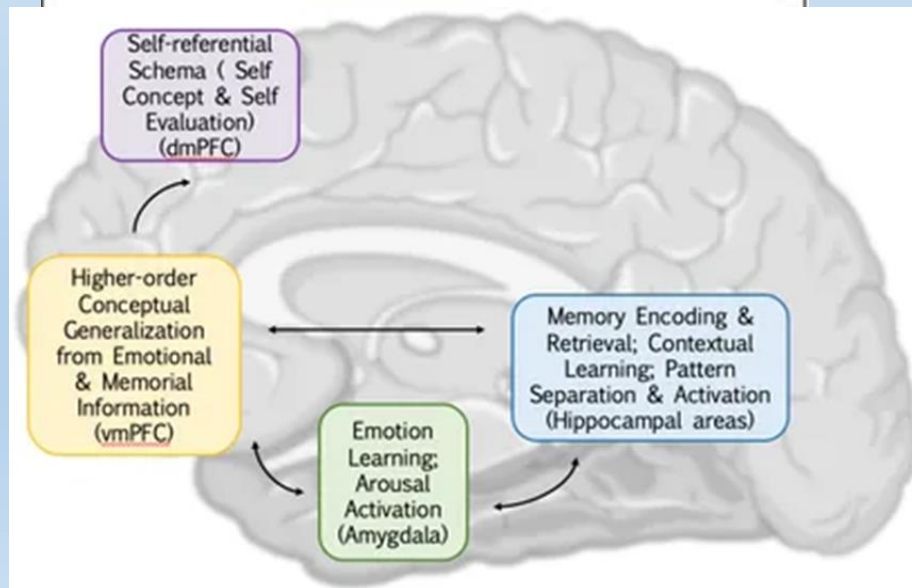 Self-referential
Schema ( Self
Concept & Self
Evaluation)
(dmPFC)
Higher-order
Conceptual
Generalization
from Emotional
& Memorial
Information
(vmPFC)
Memory Encoding &
Retrieval; Contextual
Learning; Pattern
Separation & Activation
(Hippocampal areas)
Emotion
Learning;
Arousal
Activation
(Amygdala)